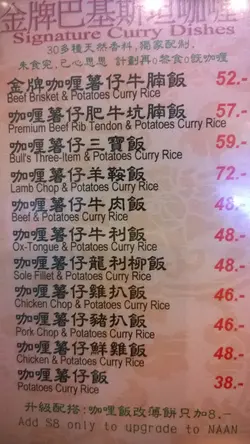 金牌巴基斯坦咖喱
Signature Curry Dishes
30多種天然香料,獨家配制.
未食完,已心思思 計劃再嚟食嘅咖喱
金牌咖喱薯仔牛腩飯 52.-
Beef Brisket & Potatoes Curry Rice
咖喱薯仔肥牛坑腩飯 57.-
Premium Beef Rib Tendon & Potatoes Curry Rice
咖喱薯仔三寶飯 59.-
Bull's Three-Item & Potatoes Curry Rice
咖喱薯仔羊鞍飯 72.-
Lamb Chop & Potatoes Curry Rice
咖喱薯仔牛肉飯 48.-
Beef & Potatoes Curry Rice
咖喱薯仔牛利飯 48.-
Ox-Tongue & Potatoes Curry Rice
咖喱薯仔龍利柳飯 48.-
Sole Fillet & Potatoes Curry Rice
咖喱薯仔雞扒飯 46.-
Chicken Chop & Potatoes Curry Rice
咖喱薯仔豬扒飯 46.-
Pork Chop & Potatoes Curry Rice
咖喱薯仔鮮雞飯 48.-
Chicken & Potatoes Curry Rice
咖喱薯仔飯 38.-
Potatoes Curry Rice
升級配搭:咖喱飯改薄餅只加8.-
Add $8 only to upgrade to NAAN